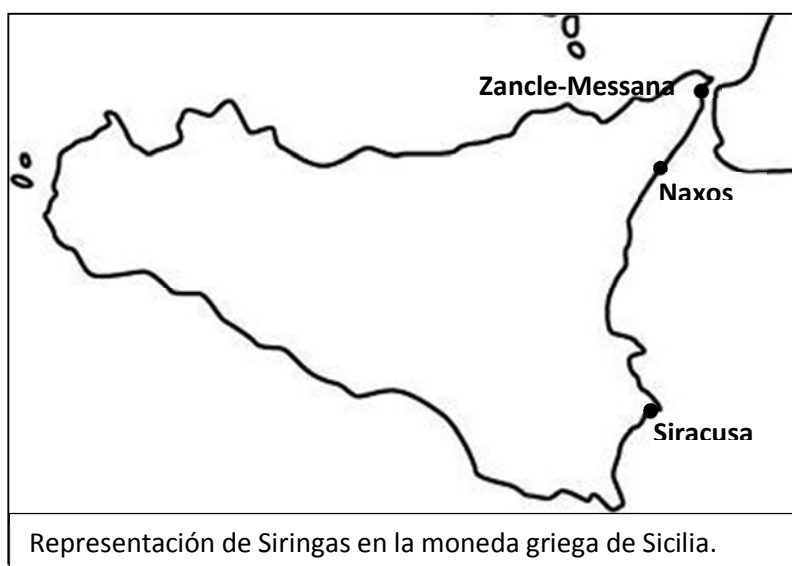 Zancle-Messana
Naxos
Siracusa
Representación de Siringas en la moneda griega de Sicilia.